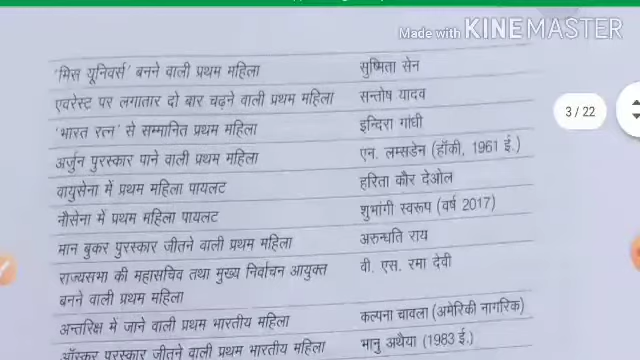 Made with KINEMASTER
'मिस यूनिवर्स' बनने वाली प्रथम महिला सुष्मिता सेन
एवरेस्ट पर लगातार दो बार चढ़ने वाली प्रथम महिला सन्तोष यादव
'भारत रत्न' से सम्मानित प्रथम महिला इन्दिरा गांधी
3 / 22
अर्जुन पुरस्कार पाने वाली प्रथम महिला एन. लम्सडेन (हॉकी, 1961 ई.)
वायुसेना में प्रथम महिला पायलट हरिता कौर देओल
नौसेना में प्रथम महिला पायलट शुभांगी स्वरूप (वर्ष 2017)
मान बुकर पुरस्कार जीतने वाली प्रथम महिला अरुन्धति राय
राज्यसभा की महासचिव तथा मुख्य निर्वाचन आयुक्त वी. एस. रमा देवी
बनने वाली प्रथम महिला
अन्तरिक्ष में जाने वाली प्रथम भारतीय महिला कल्पना चावला (अमेरिकी नागरिक)
ऑस्कर पुरस्कार जीतने वाली प्रथम भारतीय महिला भानु अथैया (1983 ई.)